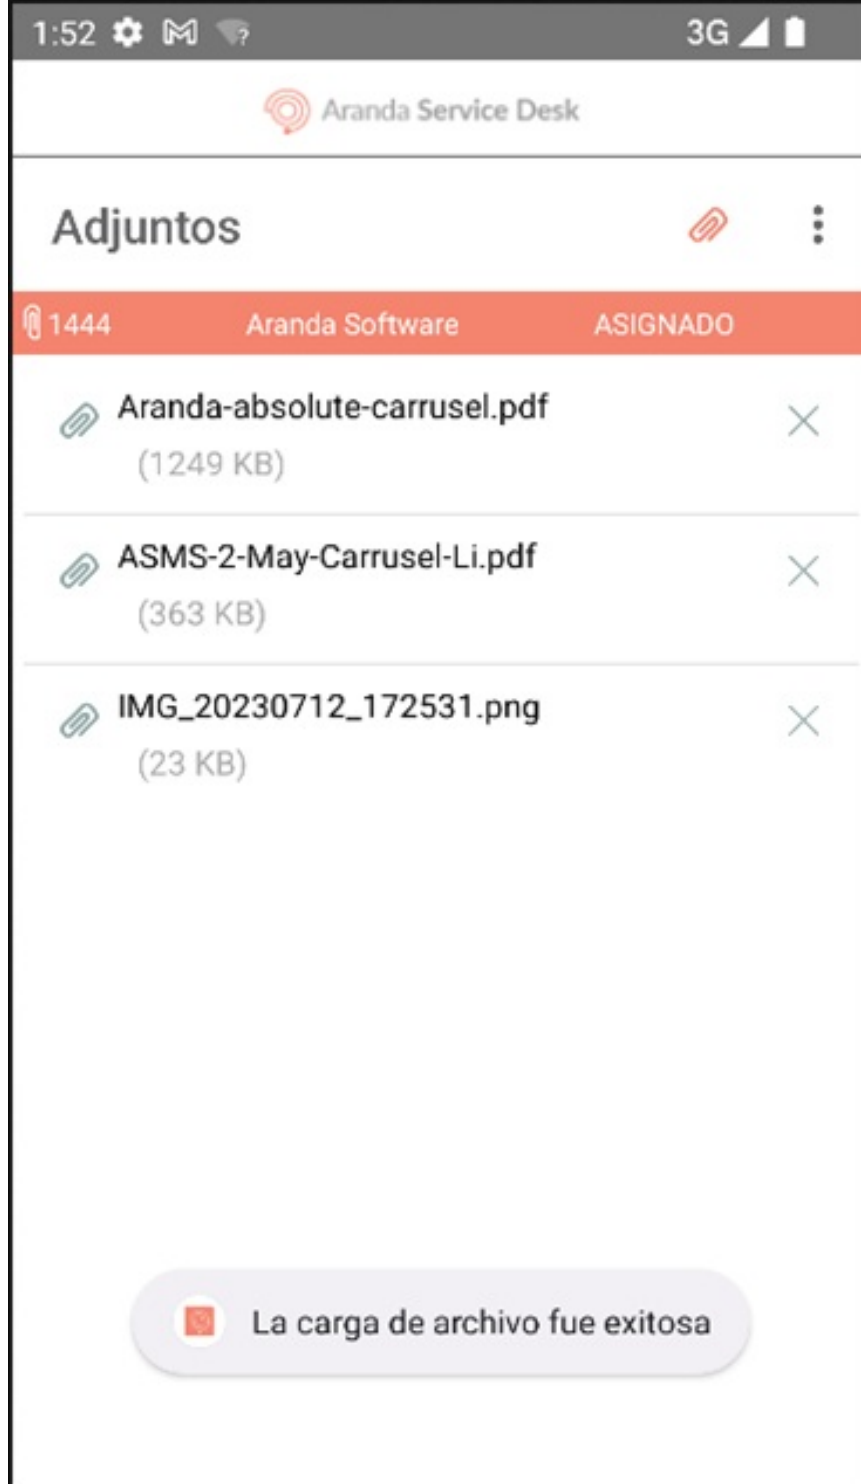 1:52 3G
Aranda Service Desk
Adjuntos
1444 Aranda Software ASIGNADO
Aranda-absolute-carrusel.pdf
(1249 KB)
ASMS-2-May-Carrusel-Li.pdf
(363 KB)
IMG_20230712_172531.png
(23 KB)
La carga de archivo fue exitosa